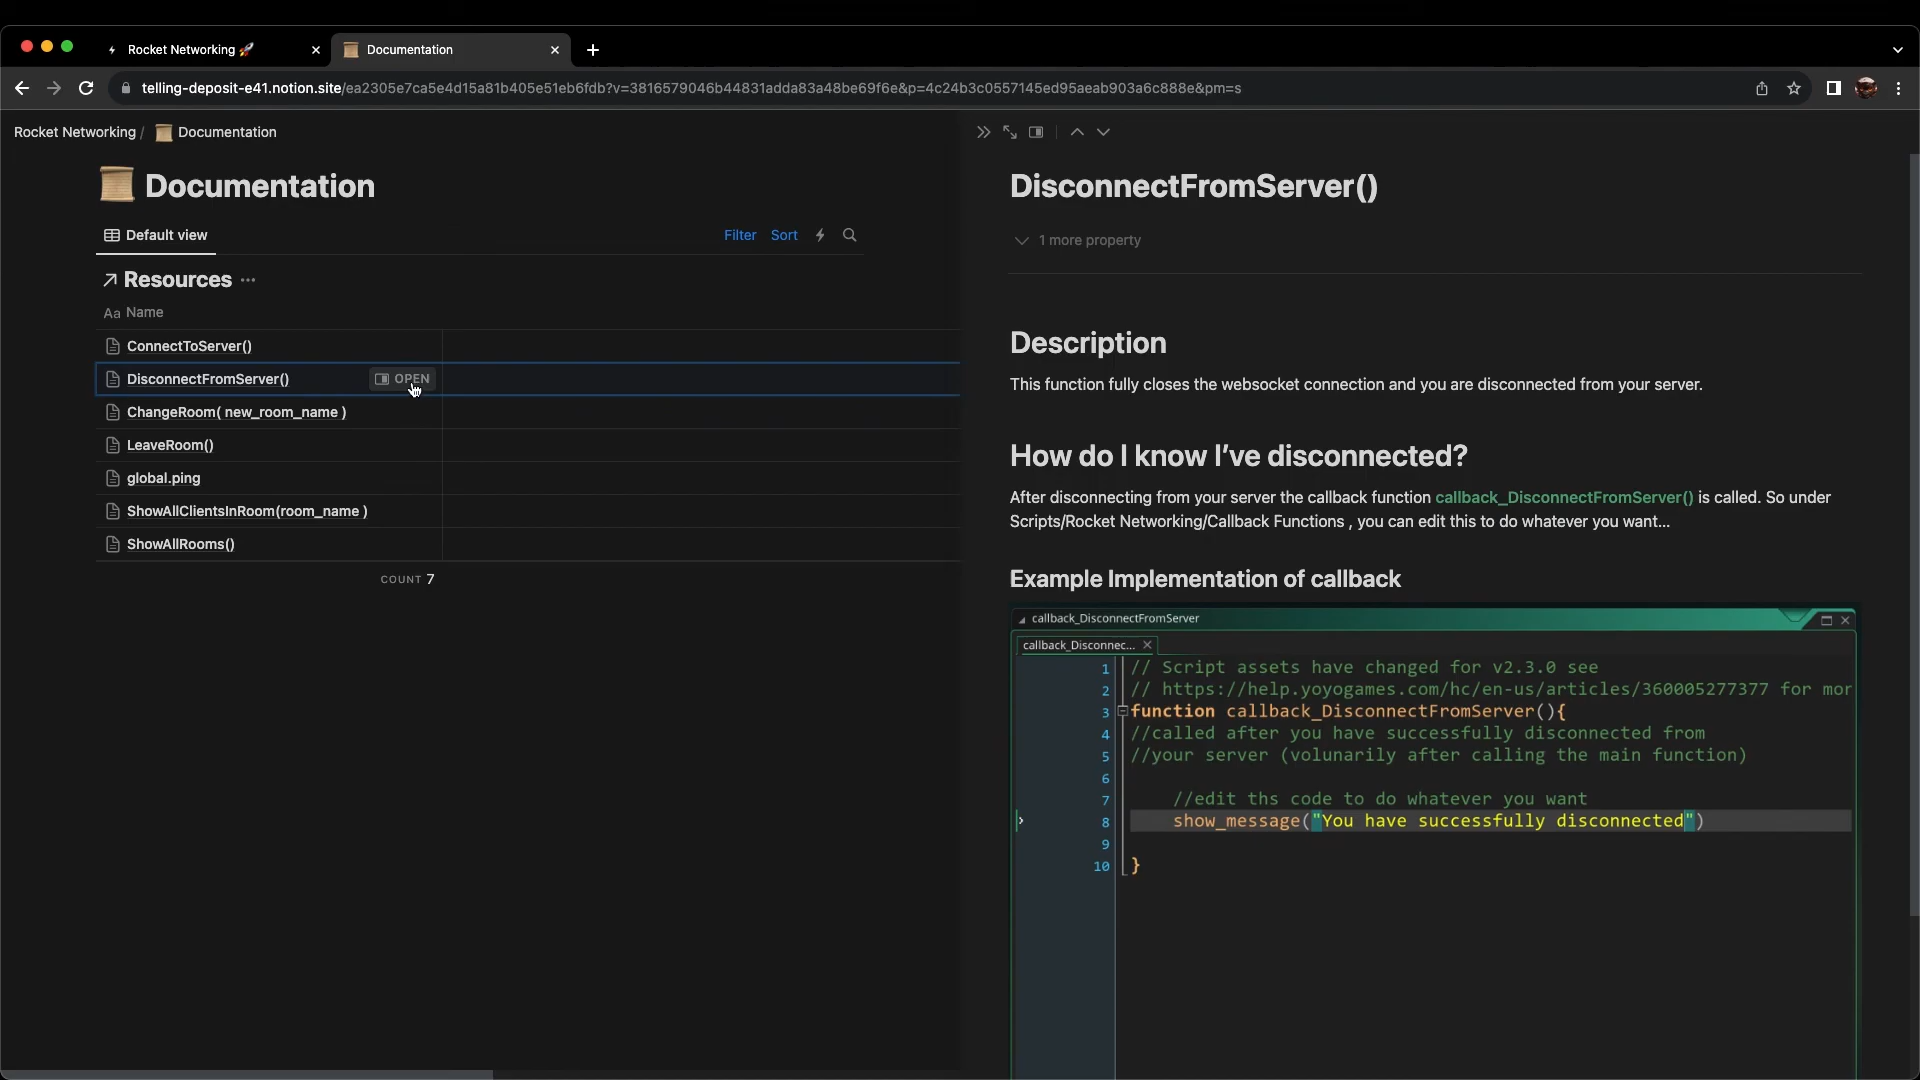 Rocket Networking 🚀
Documentation
telling-deposit-e41.notion.site/ea2305e7ca5e4d15a81b405e51eb6fdb?v=3816579046b44831adda83a48be69f6e&p=4c24b3c0557145ed95aeab903a6c888e&pm=s
Rocket Networking / Documentation
Documentation
Default view
Filter Sort
Resources ...
Aa Name
ConnectToServer()
DisconnectFromServer() OPEN
ChangeRoom( new_room_name )
LeaveRoom()
global.ping
ShowAllClientsInRoom(room_name )
ShowAllRooms()
COUNT 7
DisconnectFromServer()
1 more property
Description
This function fully closes the websocket connection and you are disconnected from your server.
How do I know I’ve disconnected?
After disconnecting from your server the callback function callback_DisconnectFromServer() is called. So under
Scripts/Rocket Networking/Callback Functions , you can edit this to do whatever you want...
Example Implementation of callback
callback_DisconnectFromServer
callback_Disconnec...
1 // Script assets have changed for v2.3.0 see
2 // https://help.yoyogames.com/hc/en-us/articles/360005277377 for mor
3 function callback_DisconnectFromServer(){
4 //called after you have successfully disconnected from
5 //your server (volunarily after calling the main function)
6
7 //edit ths code to do whatever you want
8 show_message("You have successfully disconnected")
9
10 }